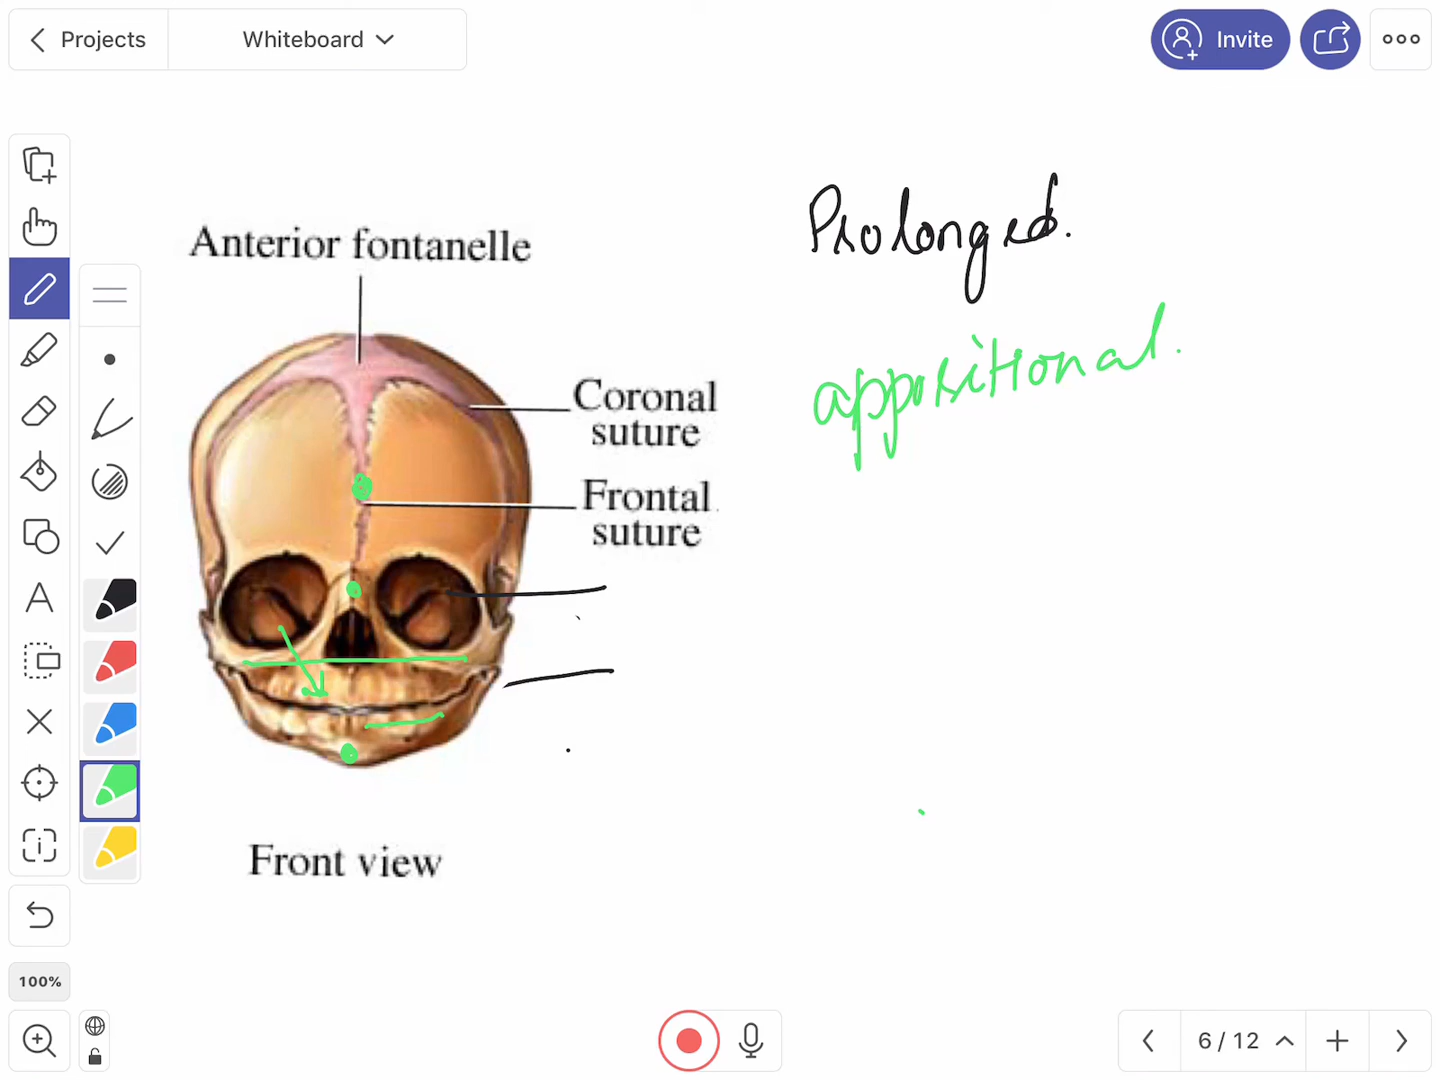 Projects
Whiteboard
Invite
Prolonged.
Anterior fontanelle
appositional.
Coronal
suture
Frontal
suture
A
Front view
100%
6 / 12